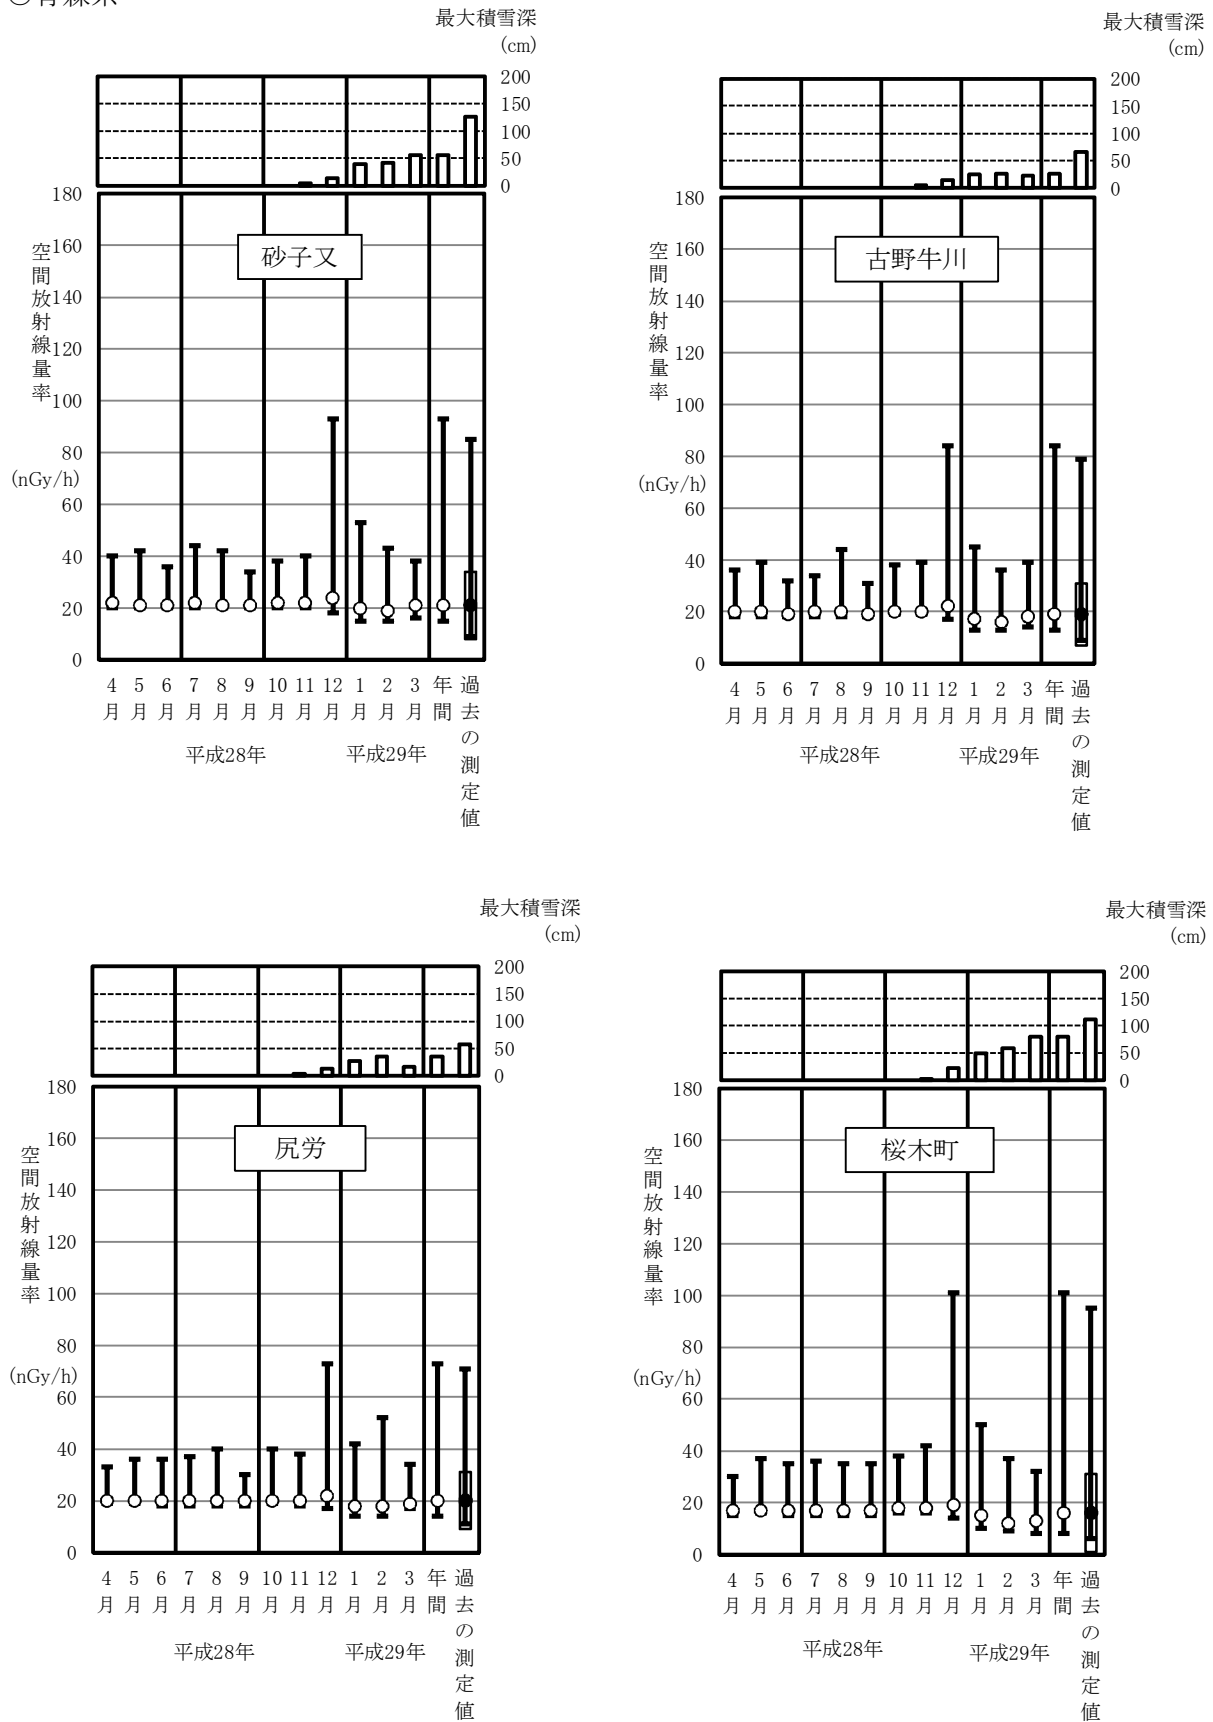 ○青森県
最大積雪深
(cm)
200
150
100
50
0
180
160
140
120
100
80
60
40
20
0
空間放射線量率
(nGy/h)
砂子又
4月 5月 6月 7月 8月 9月 10月 11月 12月 1月 2月 3月 年間 過去の測定値
平成28年 平成29年
最大積雪深
(cm)
200
150
100
50
0
180
160
140
120
100
80
60
40
20
0
空間放射線量率
(nGy/h)
古野牛川
4月 5月 6月 7月 8月 9月 10月 11月 12月 1月 2月 3月 年間 過去の測定値
平成28年 平成29年
最大積雪深
(cm)
200
150
100
50
0
180
160
140
120
100
80
60
40
20
0
空間放射線量率
(nGy/h)
尻労
4月 5月 6月 7月 8月 9月 10月 11月 12月 1月 2月 3月 年間 過去の測定値
平成28年 平成29年
最大積雪深
(cm)
200
150
100
50
0
180
160
140
120
100
80
60
40
20
0
空間放射線量率
(nGy/h)
桜木町
4月 5月 6月 7月 8月 9月 10月 11月 12月 1月 2月 3月 年間 過去の測定値
平成28年 平成29年